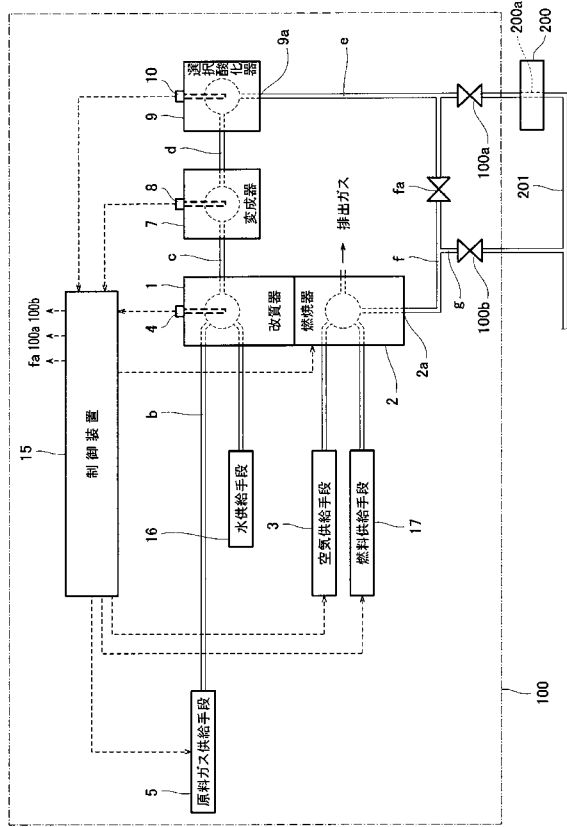 15
制御装置
fa 100a 100b
10
9
選択酸化器
9a
d
8
7
変成器
c
e
4
1
改質器
燃焼器
排出ガス
2
2a
f
fa
g
100a
100b
200a
200
201
b
16
水供給手段
3
空気供給手段
17
燃料供給手段
5
原料ガス供給手段
100